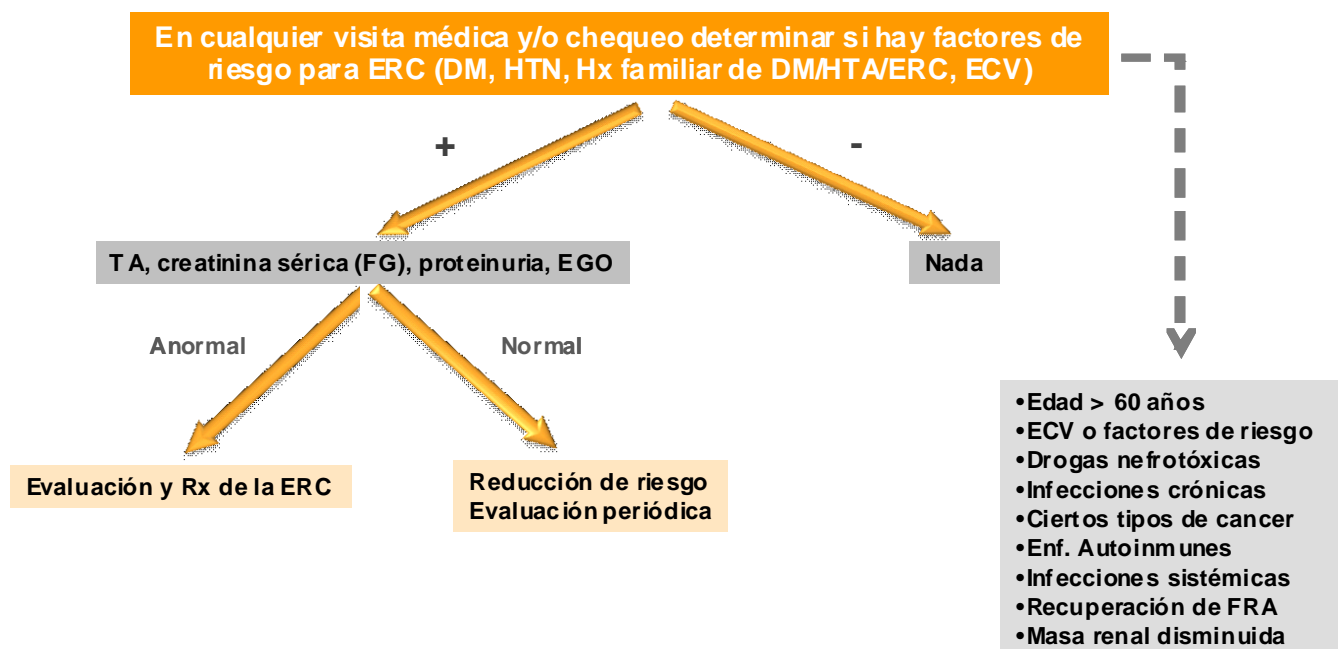 En cualquier visita médica y/o chequeo determinar si hay factores de
riesgo para ERC (DM, HTN, Hx familiar de DM/HTA/ERC, ECV)
+
-
TA, creatinina sérica (FG), proteinuria, EGO
Nada
Anormal
Normal
Evaluación y Rx de la ERC
Reducción de riesgo
Evaluación periódica
•Edad > 60 años
•ECV o factores de riesgo
•Drogas nefrotóxicas
•Infecciones crónicas
•Ciertos tipos de cancer
•Enf. Autoinmunes
•Infecciones sistémicas
•Recuperación de FRA
•Masa renal disminuida